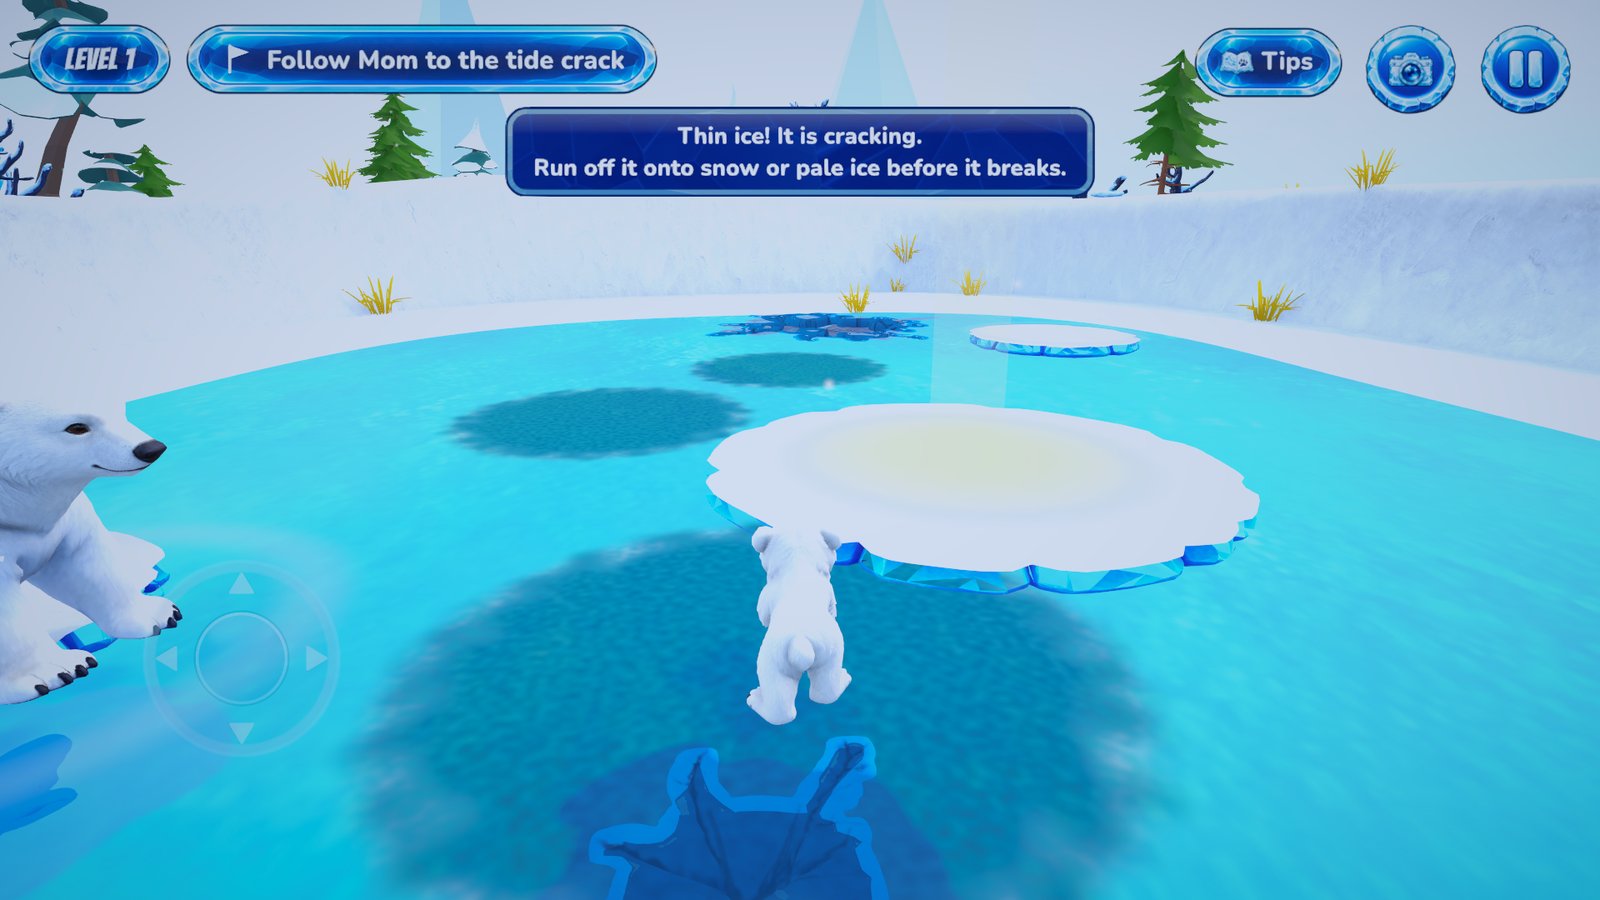 LEVEL 1
Follow Mom to the tide crack
Tips
Thin ice! It is cracking.
Run off it onto snow or pale ice before it breaks.